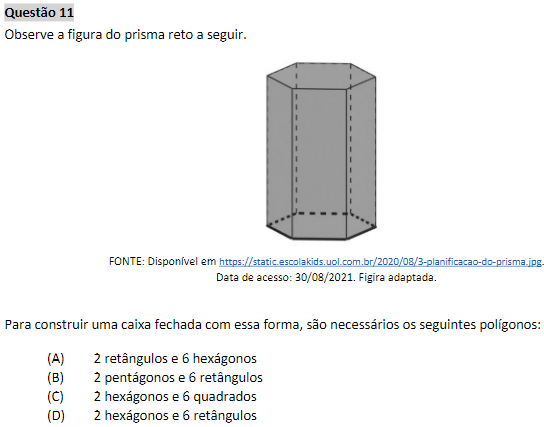 Questão 11
Observe a figura do prisma reto a seguir.
FONTE: Disponível em https://static.escolakids.uol.com.br/2020/08/3-planificacao-do-prisma.jpg.
Data de acesso: 30/08/2021. Figira adaptada.
Para construir uma caixa fechada com essa forma, são necessários os seguintes polígonos:
(A) 2 retângulos e 6 hexágonos
(B) 2 pentágonos e 6 retângulos
(C) 2 hexágonos e 6 quadrados
(D) 2 hexágonos e 6 retângulos